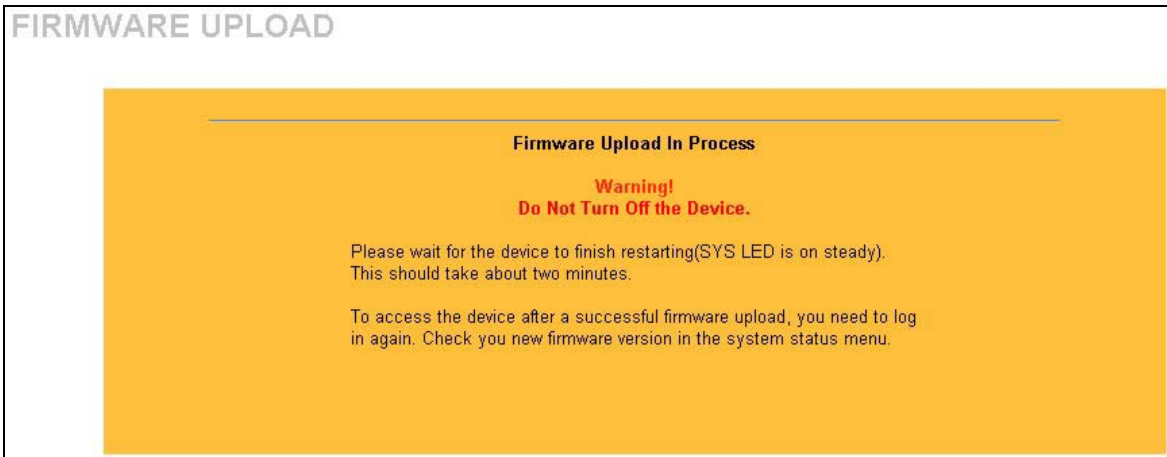 FIRMWARE UPLOAD
Firmware Upload In Process
Warning!
Do Not Turn Off the Device.
Please wait for the device to finish restarting(SYS LED is on steady).
This should take about two minutes.
To access the device after a successful firmware upload, you need to log
in again. Check you new firmware version in the system status menu.